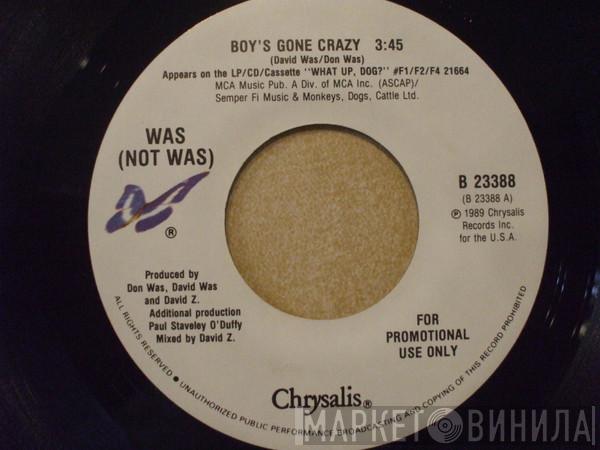 BOY'S GONE CRAZY 3:45
(David Was/Don Was)
Appears on the LP/CD/Cassette "WHAT UP, DOG?" #F1/F2/F4 21664
MCA Music Pub. A Div. of MCA Inc. (ASCAP)/
Semper Fi Music & Monkeys, Dogs, Cattle Ltd.
WAS
(NOT WAS)
®
B 23388
(B 23388 A)
℗ 1989 Chrysalis
Records Inc.
for the U.S.A.
Produced by
Don Was, David Was
and David Z.
Additional production
Paul Staveley O'Duffy
Mixed by David Z.
FOR
PROMOTIONAL
USE ONLY
Chrysalis®
ALL RIGHTS RESERVED • UNAUTHORIZED PUBLIC PERFORMANCE, BROADCASTING AND COPYING OF THIS RECORD PROHIBITED
МАРКЕТ ВИНИЛА